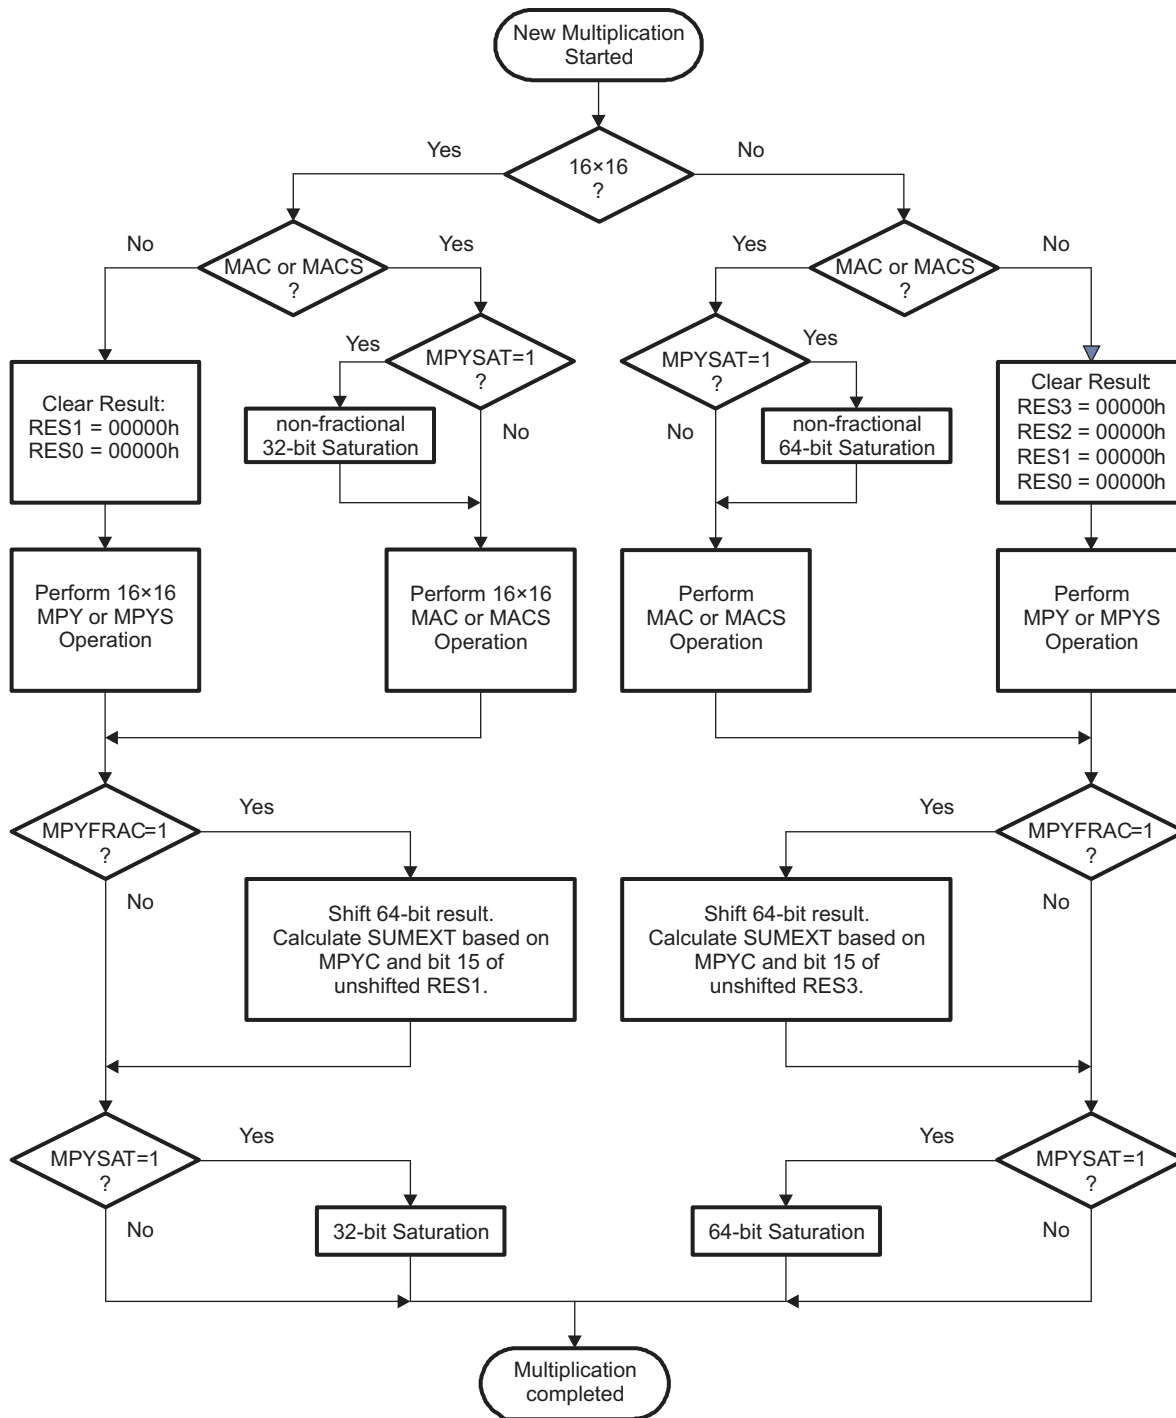 New Multiplication
Started
16×16
?
Yes
No
MAC or MACS
?
No
Yes
MAC or MACS
?
Yes
No
MPYSAT=1
?
Yes
No
MPYSAT=1
?
Yes
No
Clear Result:
RES1 = 00000h
RES0 = 00000h
non-fractional
32-bit Saturation
non-fractional
64-bit Saturation
Clear Result:
RES3 = 00000h
RES2 = 00000h
RES1 = 00000h
RES0 = 00000h
Perform 16×16
MPY or MPYS
Operation
Perform 16×16
MAC or MACS
Operation
Perform
MAC or MACS
Operation
Perform
MPY or MPYS
Operation
MPYFRAC=1
?
Yes
No
MPYFRAC=1
?
Yes
No
Shift 64-bit result.
Calculate SUMEXT based on
MPYC and bit 15 of
unshifted RES1.
Shift 64-bit result.
Calculate SUMEXT based on
MPYC and bit 15 of
unshifted RES3.
MPYSAT=1
?
Yes
No
MPYSAT=1
?
Yes
No
32-bit Saturation
64-bit Saturation
Multiplication
completed